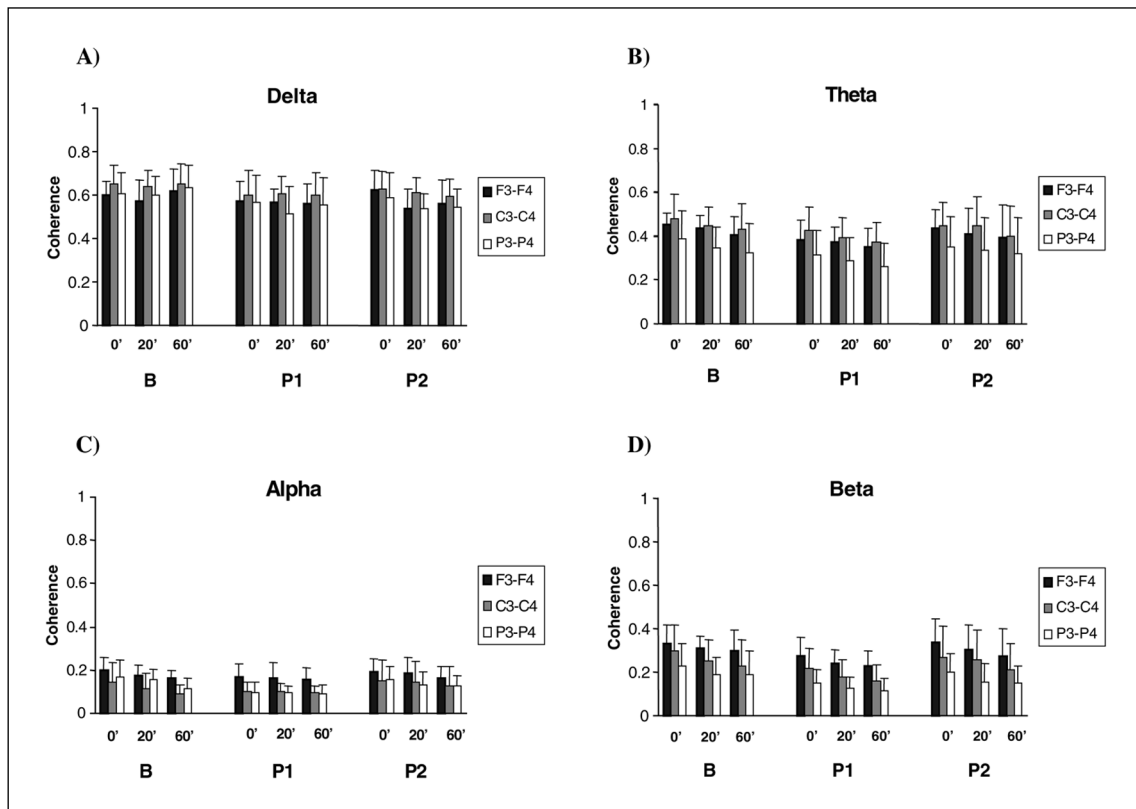 A)
Delta
1
0.8
0.6
0.4
0.2
0
Coherence
F3-F4
C3-C4
P3-P4
0' 20' 60' 0' 20' 60' 0' 20' 60'
B P1 P2
B)
Theta
1
0.8
0.6
0.4
0.2
0
Coherence
F3-F4
C3-C4
P3-P4
0' 20' 60' 0' 20' 60' 0' 20' 60'
B P1 P2
C)
Alpha
1
0.8
0.6
0.4
0.2
0
Coherence
F3-F4
C3-C4
P3-P4
0' 20' 60' 0' 20' 60' 0' 20' 60'
B P1 P2
D)
Beta
1
0.8
0.6
0.4
0.2
0
Coherence
F3-F4
C3-C4
P3-P4
0' 20' 60' 0' 20' 60' 0' 20' 60'
B P1 P2